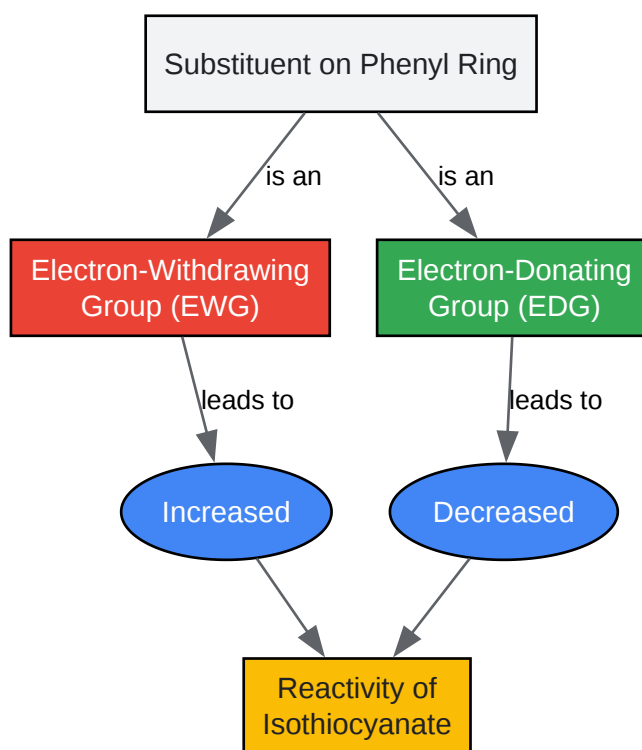 Substituent on Phenyl Ring
is an
is an
Electron-Withdrawing
Group (EWG)
Electron-Donating
Group (EDG)
leads to
leads to
Increased
Decreased
Reactivity of
Isothiocyanate